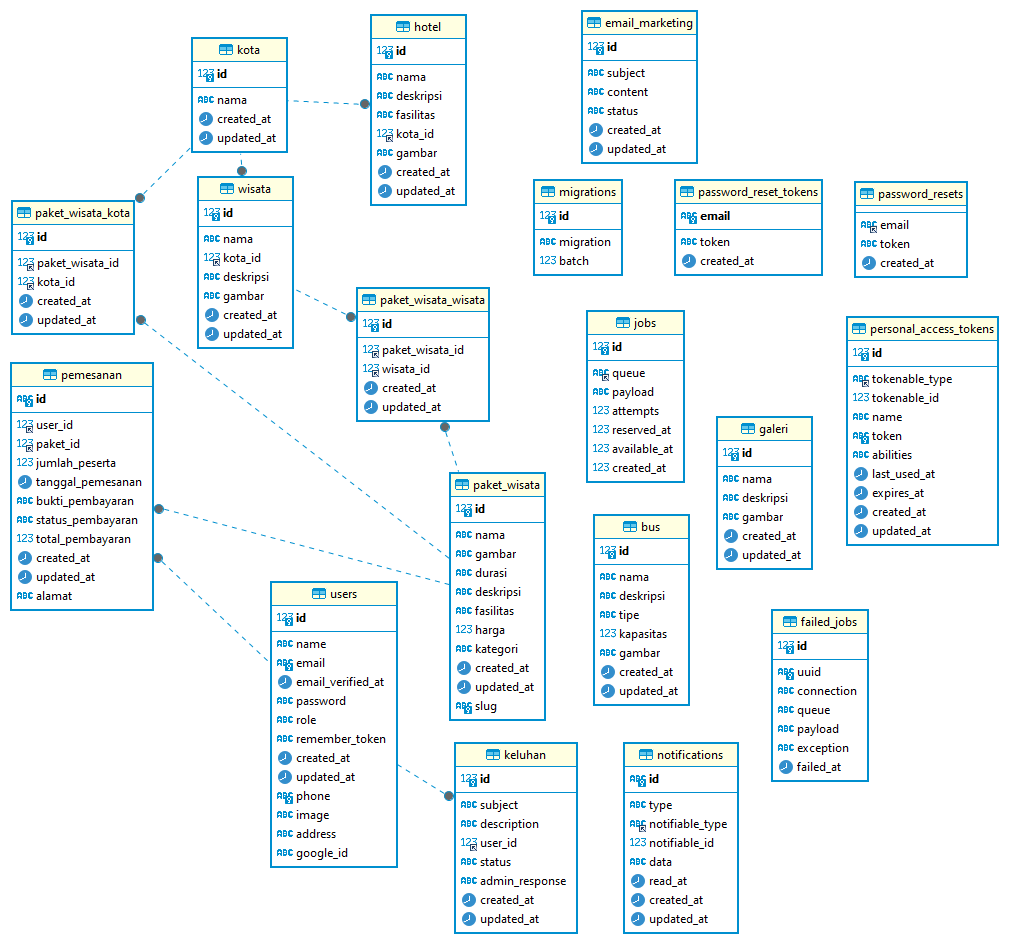 kota
123 id
ABC nama
created_at
updated_at
hotel
123 id
ABC nama
ABC deskripsi
ABC fasilitas
123 kota_id
ABC gambar
created_at
updated_at
email_marketing
123 id
ABC subject
ABC content
ABC status
created_at
updated_at
paket_wisata_kota
123 id
123 paket_wisata_id
123 kota_id
created_at
updated_at
wisata
123 id
ABC nama
123 kota_id
ABC deskripsi
ABC gambar
created_at
updated_at
migrations
123 id
ABC migration
123 batch
password_reset_tokens
ABC email
ABC token
created_at
password_resets
ABC email
ABC token
created_at
paket_wisata_wisata
123 id
123 paket_wisata_id
123 wisata_id
created_at
updated_at
jobs
123 id
ABC queue
ABC payload
123 attempts
123 reserved_at
123 available_at
123 created_at
personal_access_tokens
123 id
ABC tokenable_type
123 tokenable_id
ABC name
ABC token
ABC abilities
last_used_at
expires_at
created_at
updated_at
pemesanan
ABC id
123 user_id
123 paket_id
123 jumlah_peserta
tanggal_pemesanan
ABC bukti_pembayaran
ABC status_pembayaran
123 total_pembayaran
created_at
updated_at
ABC alamat
galeri
123 id
ABC nama
ABC deskripsi
ABC gambar
created_at
updated_at
paket_wisata
123 id
ABC nama
ABC gambar
ABC durasi
ABC deskripsi
ABC fasilitas
123 harga
ABC kategori
created_at
updated_at
ABC slug
bus
123 id
ABC nama
ABC deskripsi
ABC tipe
123 kapasitas
ABC gambar
created_at
updated_at
users
123 id
ABC name
ABC email
email_verified_at
ABC password
ABC role
ABC remember_token
created_at
updated_at
ABC phone
ABC image
ABC address
ABC google_id
failed_jobs
123 id
ABC uuid
ABC connection
ABC queue
ABC payload
ABC exception
failed_at
keluhan
123 id
ABC subject
ABC description
123 user_id
ABC status
ABC admin_response
created_at
updated_at
notifications
ABC id
ABC type
ABC notifiable_type
123 notifiable_id
ABC data
read_at
created_at
updated_at